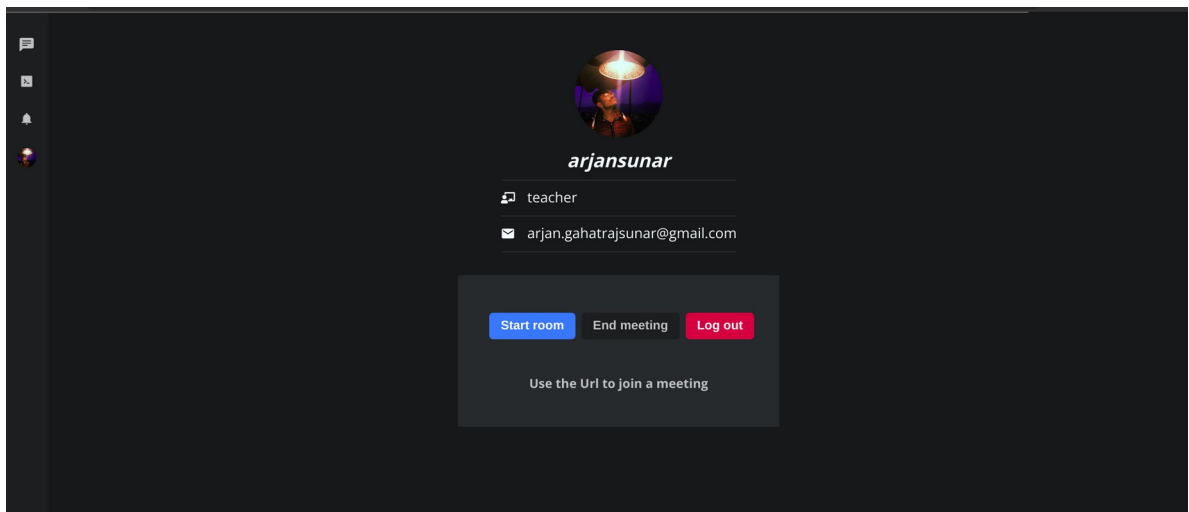 arjansunar
teacher
arjan.gahatrajsunar@gmail.com
Start room End meeting Log out
Use the Url to join a meeting